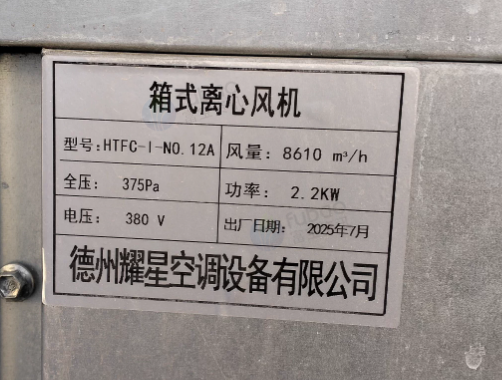 箱式离心风机
型号:HTFC-I-NO.12A 风量: 8610 m³/h
全压: 375Pa 功率: 2.2KW
电压: 380 V 出厂日期: 2025年7月
德州耀星空调设备有限公司